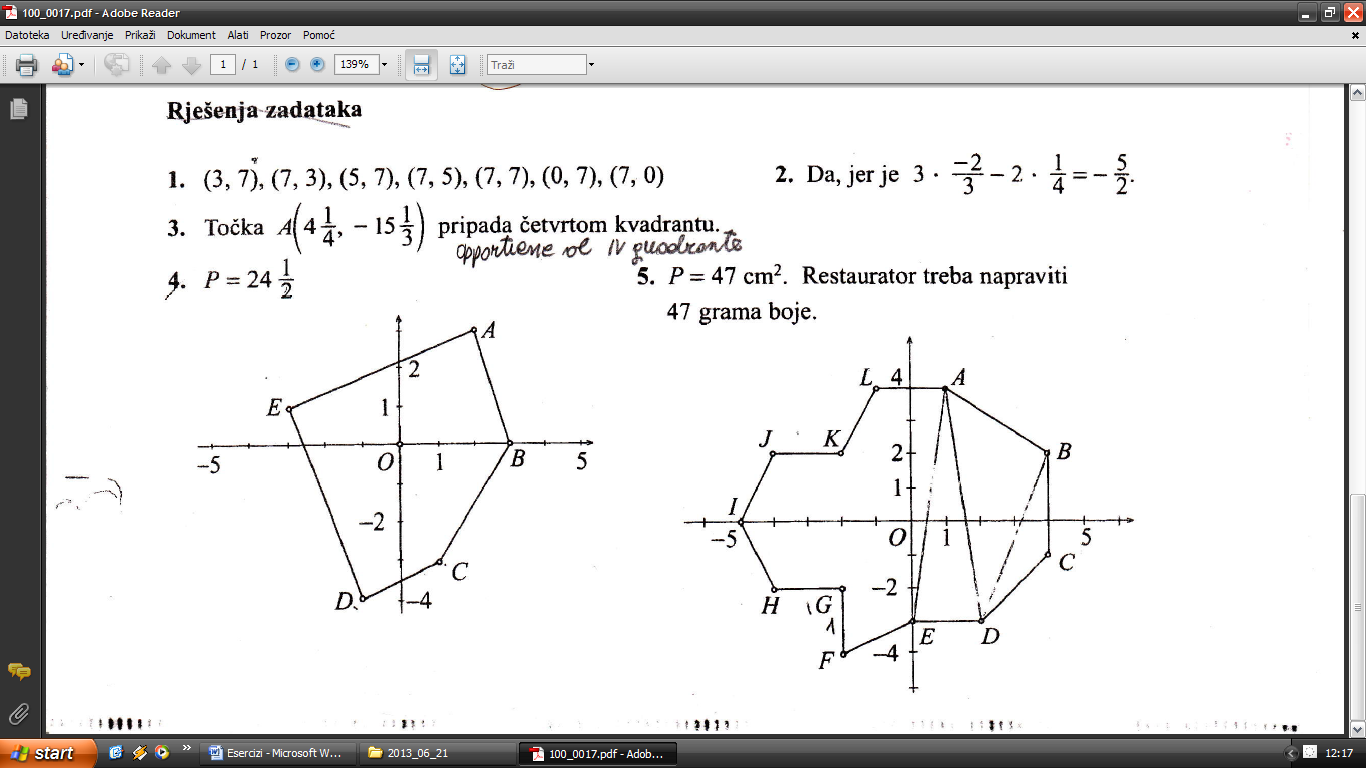 100_0017.pdf - Adobe Reader
Datoteka Uređivanje Prikaži Dokument Alati Prozor Pomoć
1 / 1 139% Traži
Rješenja zadataka
1. (3, 7), (7, 3), (5, 7), (7, 5), (7, 7), (0, 7), (7, 0)
2. Da, jer je 3 · -2/3 - 2 · 1/4 = - 5/2.
3. Točka A(4 1/4, - 15 1/3) pripada četvrtom kvadrantu.
IV
4. P = 24 1/2
5. P = 47 cm². Restaurator treba napraviti
47 grama boje.
A
2
E 1
-5 O 1 B 5
-2
C
D -4
L 4 A
J K 2 B
1
I
-5 O 1 5
C
H G -2
E D
F -4
start Esercizi - Microsoft W... 2013_06_21 100_0017.pdf - Adob... 12:17